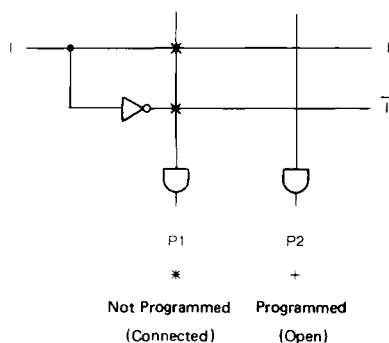 I I
I̅
P1 P2
* +
Not Programmed Programmed
(Connected) (Open)